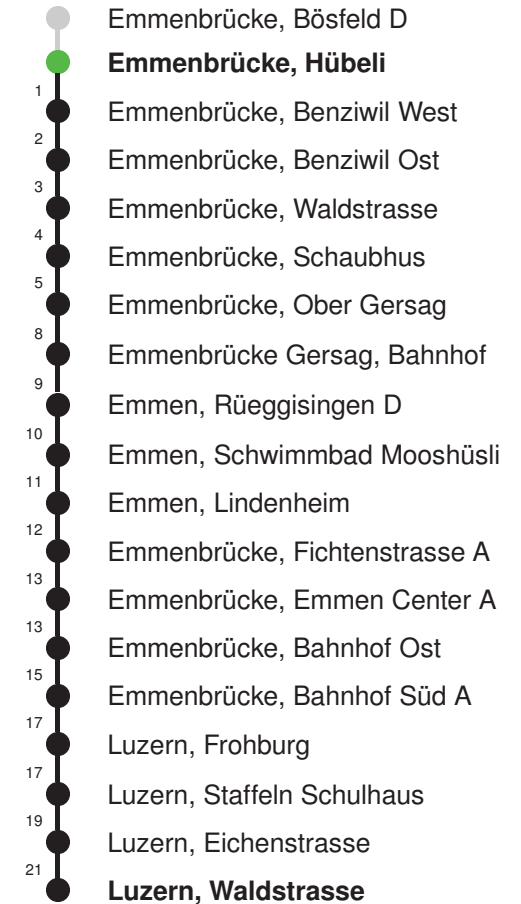 Emmenbrücke, Bösfeld D
Emmenbrücke, Hübeli
1 Emmenbrücke, Benziwil West
2 Emmenbrücke, Benziwil Ost
3 Emmenbrücke, Waldstrasse
4 Emmenbrücke, Schaubhus
5 Emmenbrücke, Ober Gersag
8 Emmenbrücke Gersag, Bahnhof
9 Emmen, Rüeggisingen D
10 Emmen, Schwimmbad Mooshüsli
11 Emmen, Lindenheim
12 Emmenbrücke, Fichtenstrasse A
13 Emmenbrücke, Emmen Center A
13 Emmenbrücke, Bahnhof Ost
15 Emmenbrücke, Bahnhof Süd A
17 Luzern, Frohburg
17 Luzern, Staffeln Schulhaus
19 Luzern, Eichenstrasse
21 Luzern, Waldstrasse